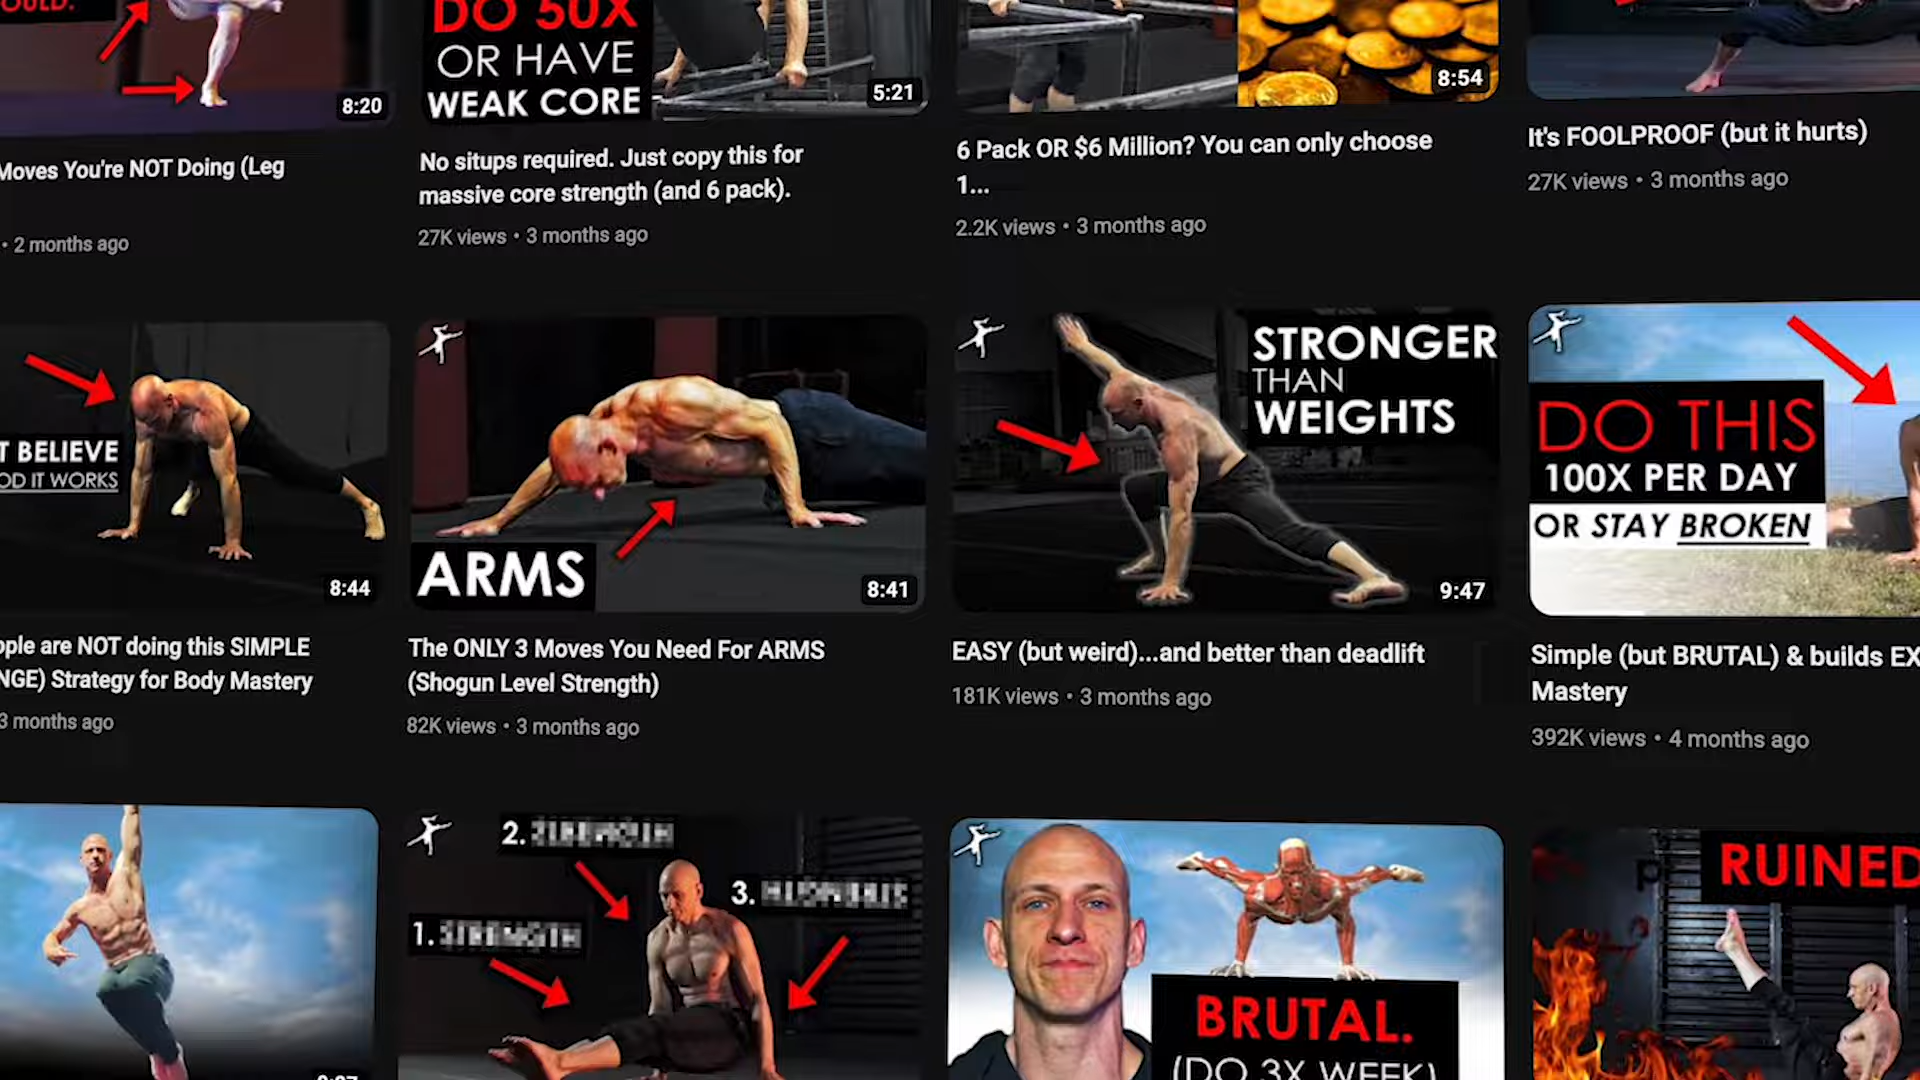 OULD.
8:20
Moves You're NOT Doing (Leg
• 2 months ago
DO 50X
OR HAVE
WEAK CORE
5:21
No situps required. Just copy this for
massive core strength (and 6 pack).
27K views • 3 months ago
8:54
6 Pack OR $6 Million? You can only choose
1...
2.2K views • 3 months ago
It's FOOLPROOF (but it hurts)
27K views • 3 months ago
T BELIEVE
OD IT WORKS
8:44
ople are NOT doing this SIMPLE
NGE) Strategy for Body Mastery
3 months ago
ARMS
8:41
The ONLY 3 Moves You Need For ARMS
(Shogun Level Strength)
82K views • 3 months ago
STRONGER
THAN
WEIGHTS
9:47
EASY (but weird)...and better than deadlift
181K views • 3 months ago
DO THIS
100X PER DAY
OR STAY BROKEN
Simple (but BRUTAL) & builds EX
Mastery
392K views • 4 months ago
2.
3.
1. STRENGTH
BRUTAL.
(DO 3X WEEK)
RUINED